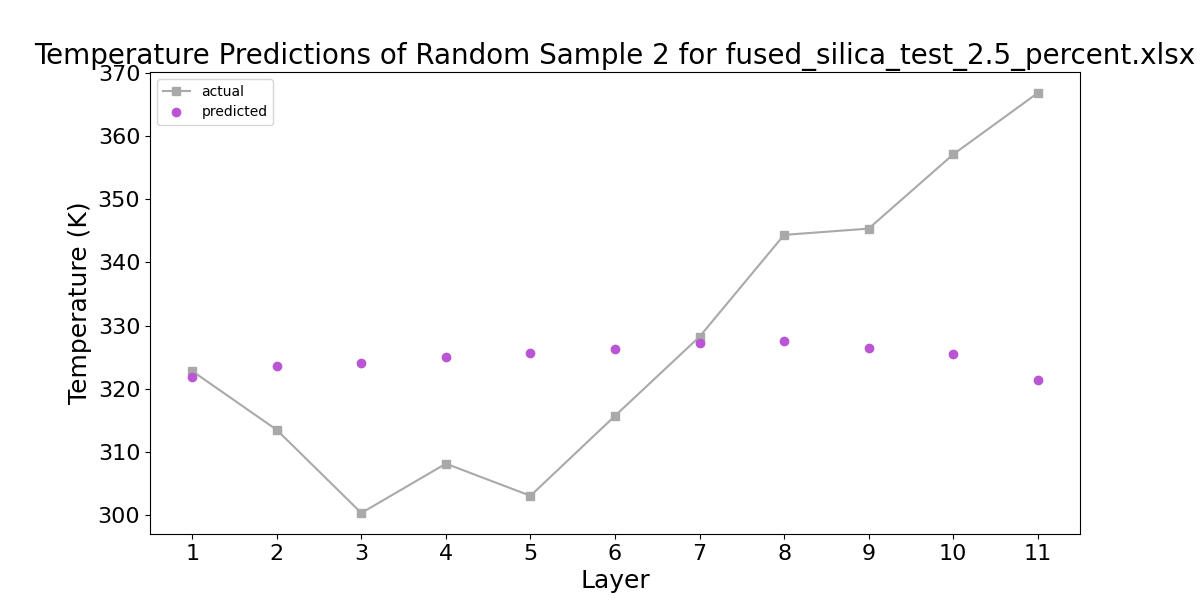 Temperature Predictions of Random Sample 2 for fused_silica_test_2.5_percent.xlsx
actual
predicted
Temperature (K)
370
360
350
340
330
320
310
300
1 2 3 4 5 6 7 8 9 10 11
Layer